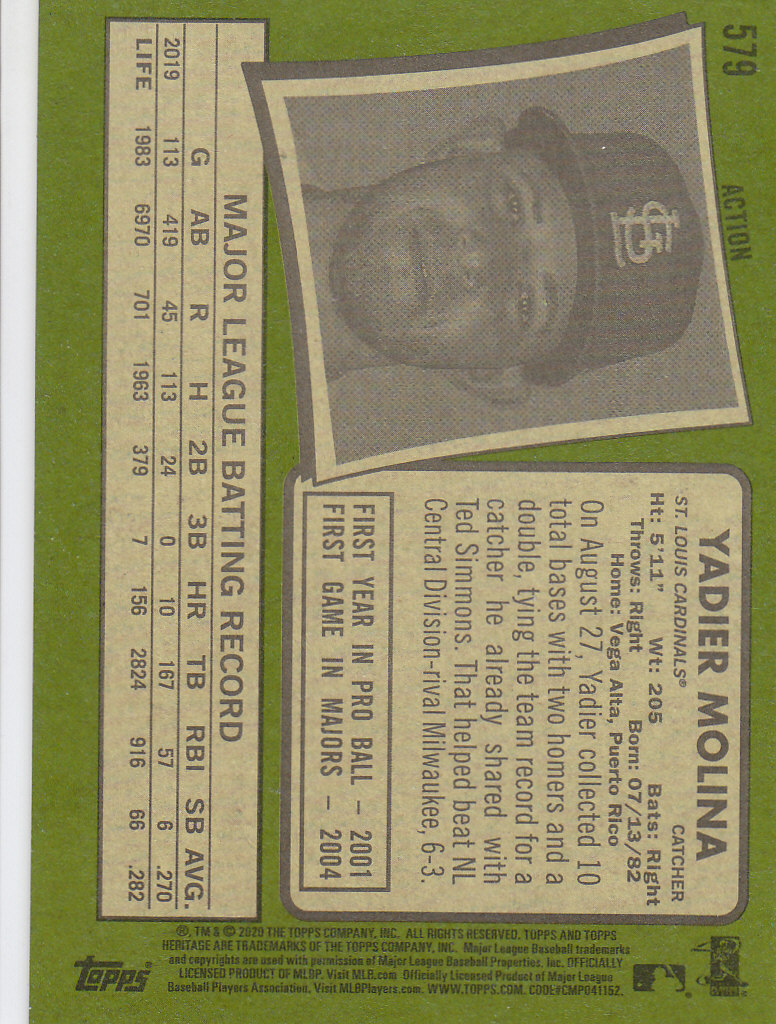 579
ACTION
YADIER MOLINA
ST. LOUIS CARDINALS® CATCHER
Ht: 5'11" Wt: 205 Bats: Right
Throws: Right Born: 07/13/82
Home: Vega Alta, Puerto Rico
On August 27, Yadier collected 10
total bases with two homers and a
double, tying the team record for a
catcher he already shared with
Ted Simmons. That helped beat NL
Central Division-rival Milwaukee, 6-3.
FIRST YEAR IN PRO BALL — 2001
FIRST GAME IN MAJORS — 2004
MAJOR LEAGUE BATTING RECORD
G AB R H 2B 3B HR TB RBI SB AVG.
2019 113 419 45 113 24 0 10 167 57 6 .270
LIFE 1983 6970 701 1963 379 7 156 2824 916 66 .282
®, TM & © 2020 THE TOPPS COMPANY, INC. ALL RIGHTS RESERVED. TOPPS AND TOPPS
HERITAGE ARE TRADEMARKS OF THE TOPPS COMPANY, INC. Major League Baseball trademarks
and copyrights are used with permission of Major League Baseball Properties, Inc. OFFICIALLY
LICENSED PRODUCT OF MLBP. Visit MLB.com. Officially Licensed Product of Major League
Baseball Players Association. Visit MLBPlayers.com. WWW.TOPPS.COM. CODE#CMP041152.
topps®